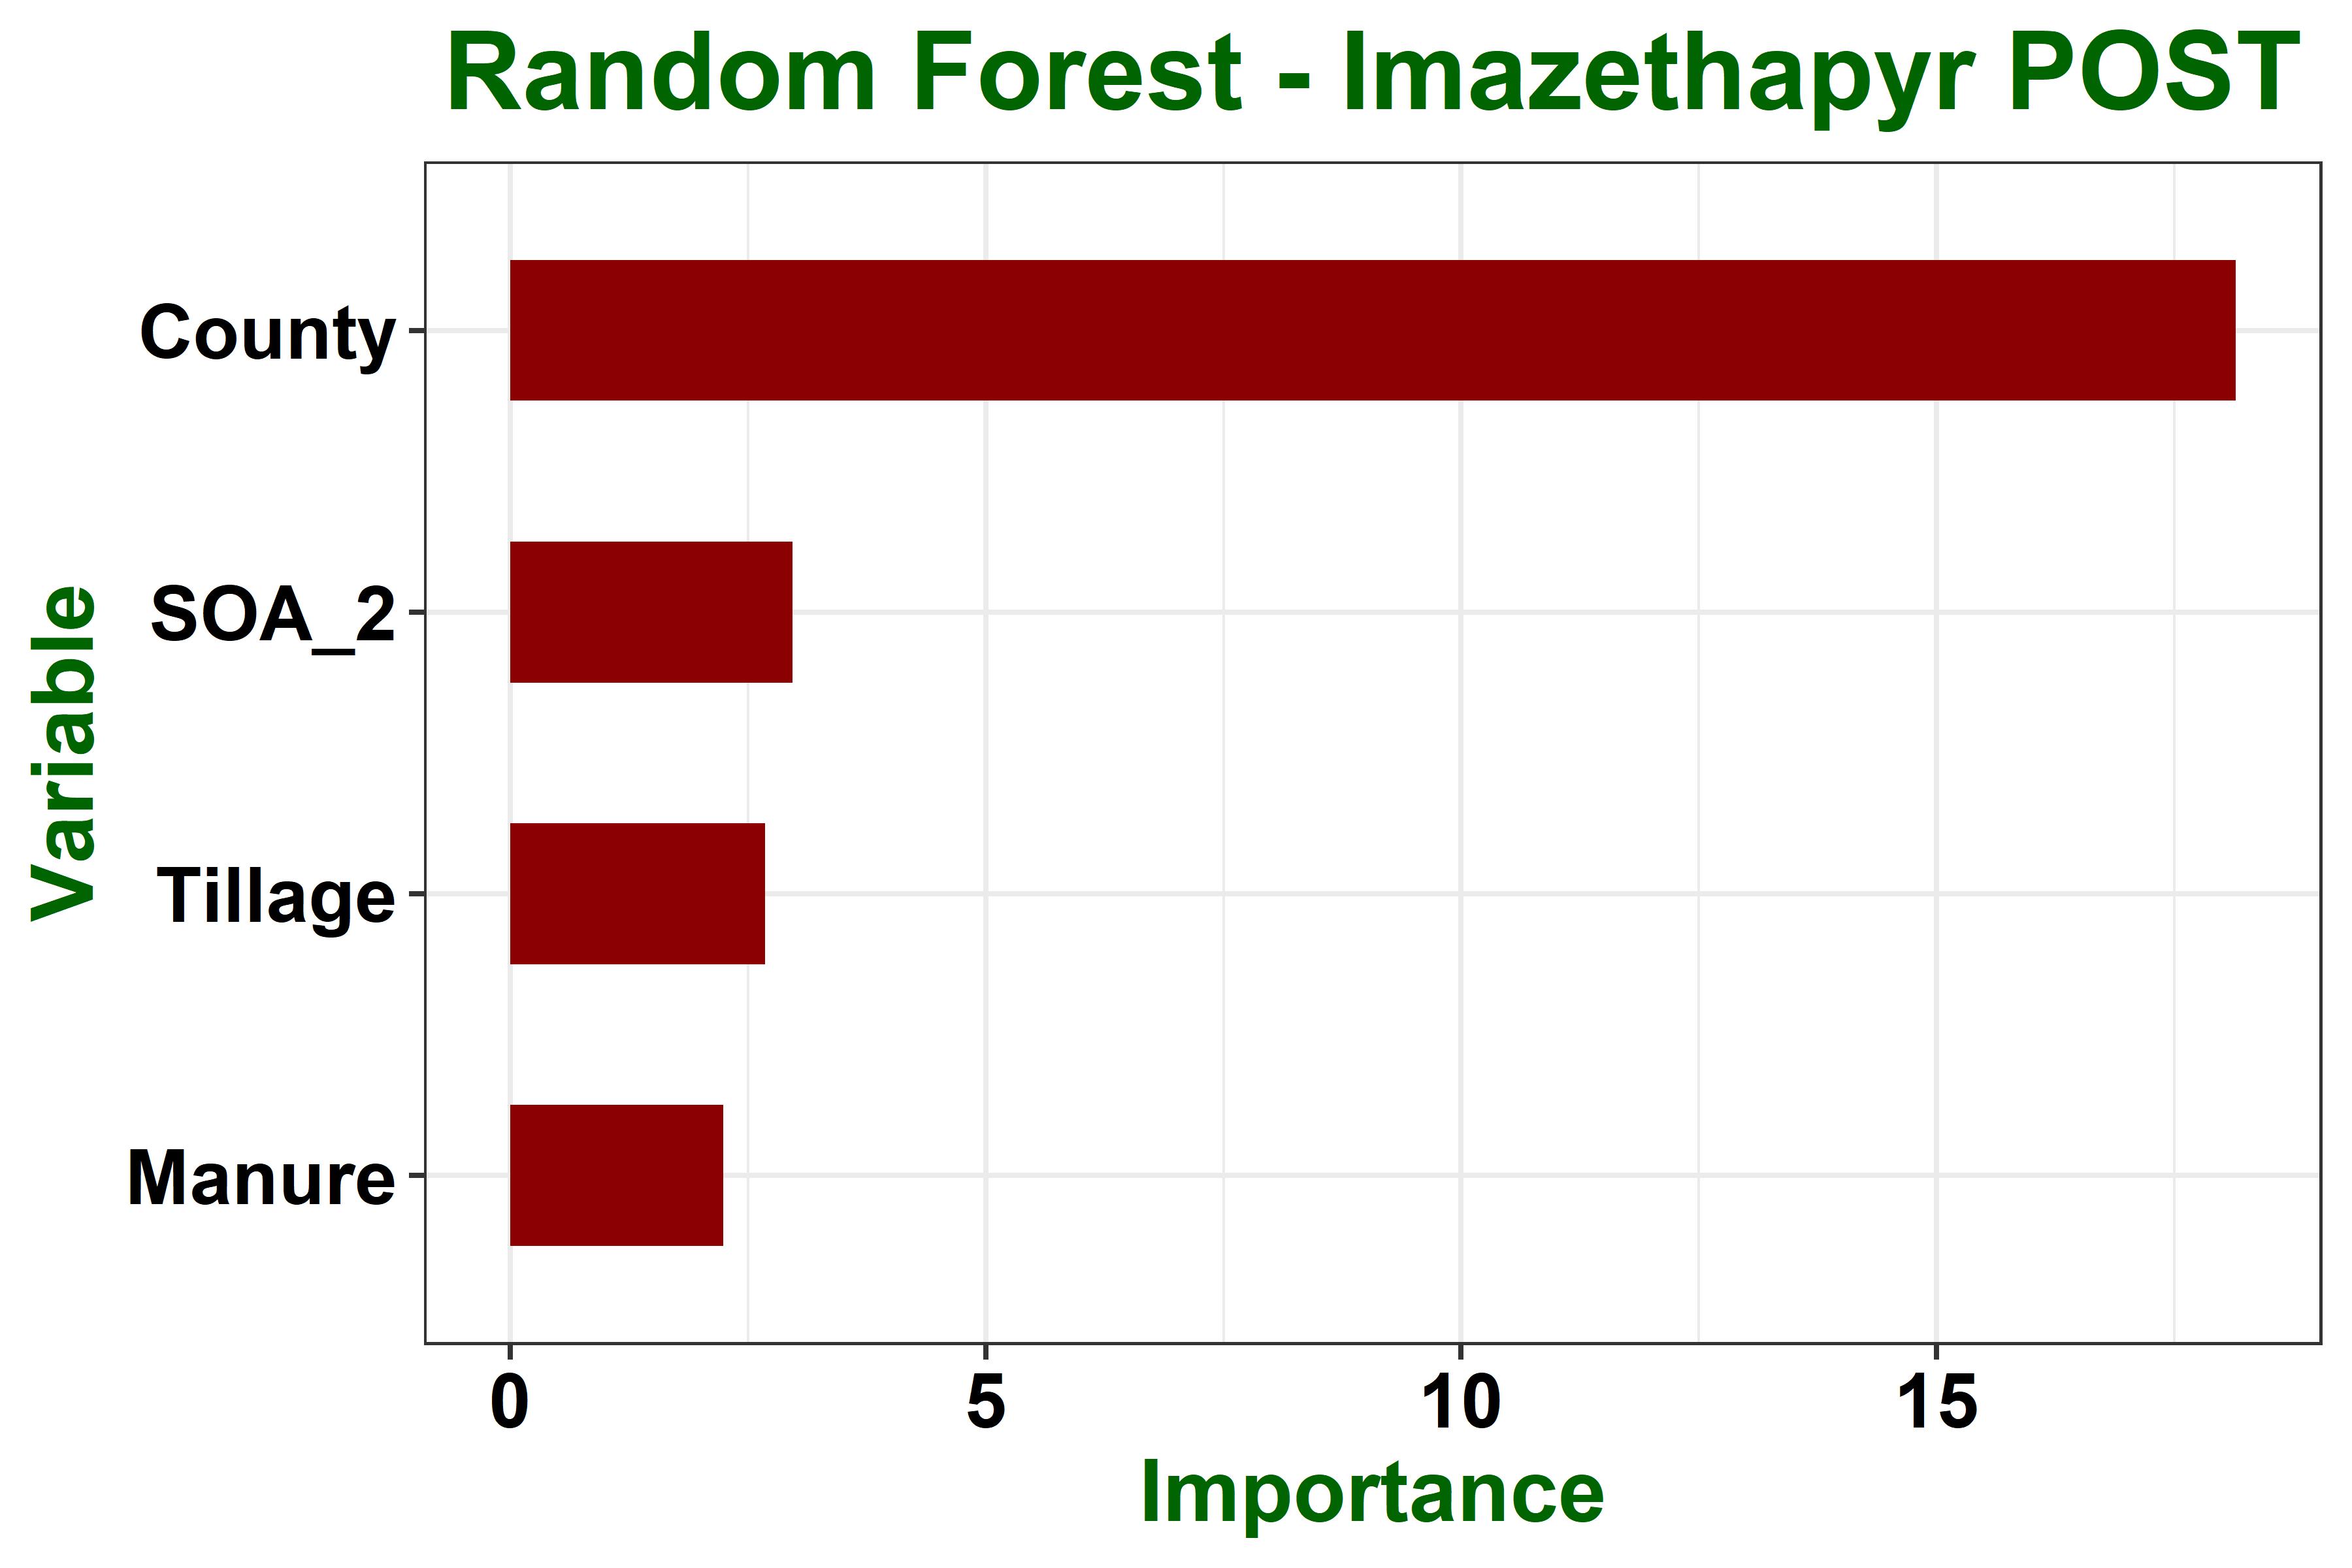 Random Forest - Imazethapyr POST
County
SOA_2
Tillage
Manure
Variable
0 5 10 15
Importance